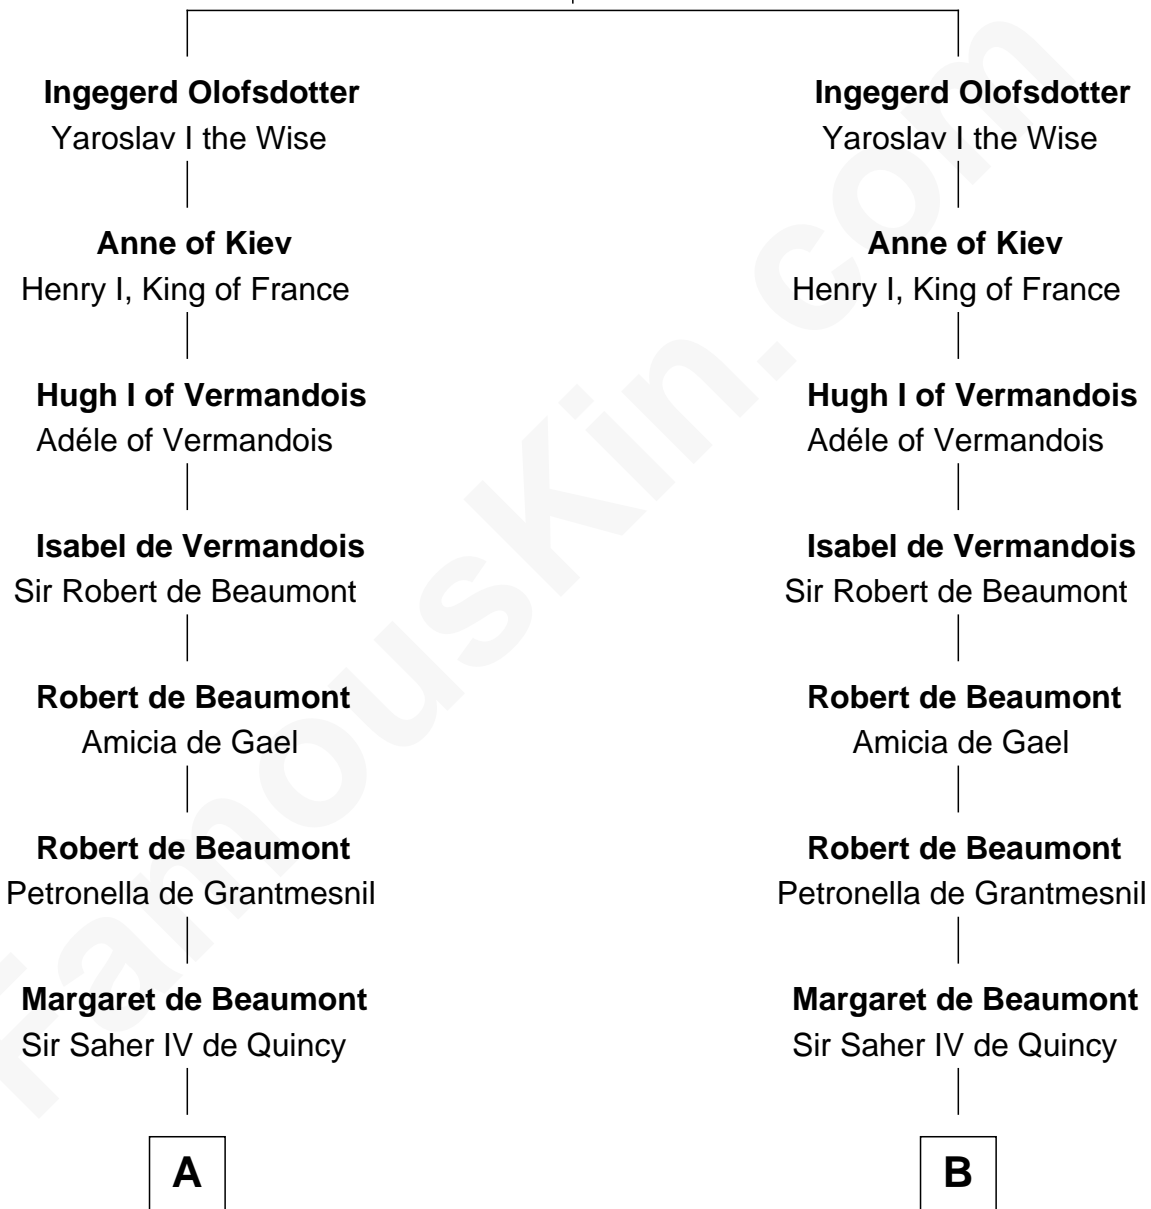 Ingegerd Olofsdotter
Yaroslav I the Wise
Anne of Kiev
Henry I, King of France
Hugh I of Vermandois
Adéle of Vermandois
Isabel de Vermandois
Sir Robert de Beaumont
Robert de Beaumont
Amicia de Gael
Robert de Beaumont
Petronella de Grantmesnil
Margaret de Beaumont
Sir Saher IV de Quincy
A
Ingegerd Olofsdotter
Yaroslav I the Wise
Anne of Kiev
Henry I, King of France
Hugh I of Vermandois
Adéle of Vermandois
Isabel de Vermandois
Sir Robert de Beaumont
Robert de Beaumont
Amicia de Gael
Robert de Beaumont
Petronella de Grantmesnil
Margaret de Beaumont
Sir Saher IV de Quincy
B
FamousKin.com